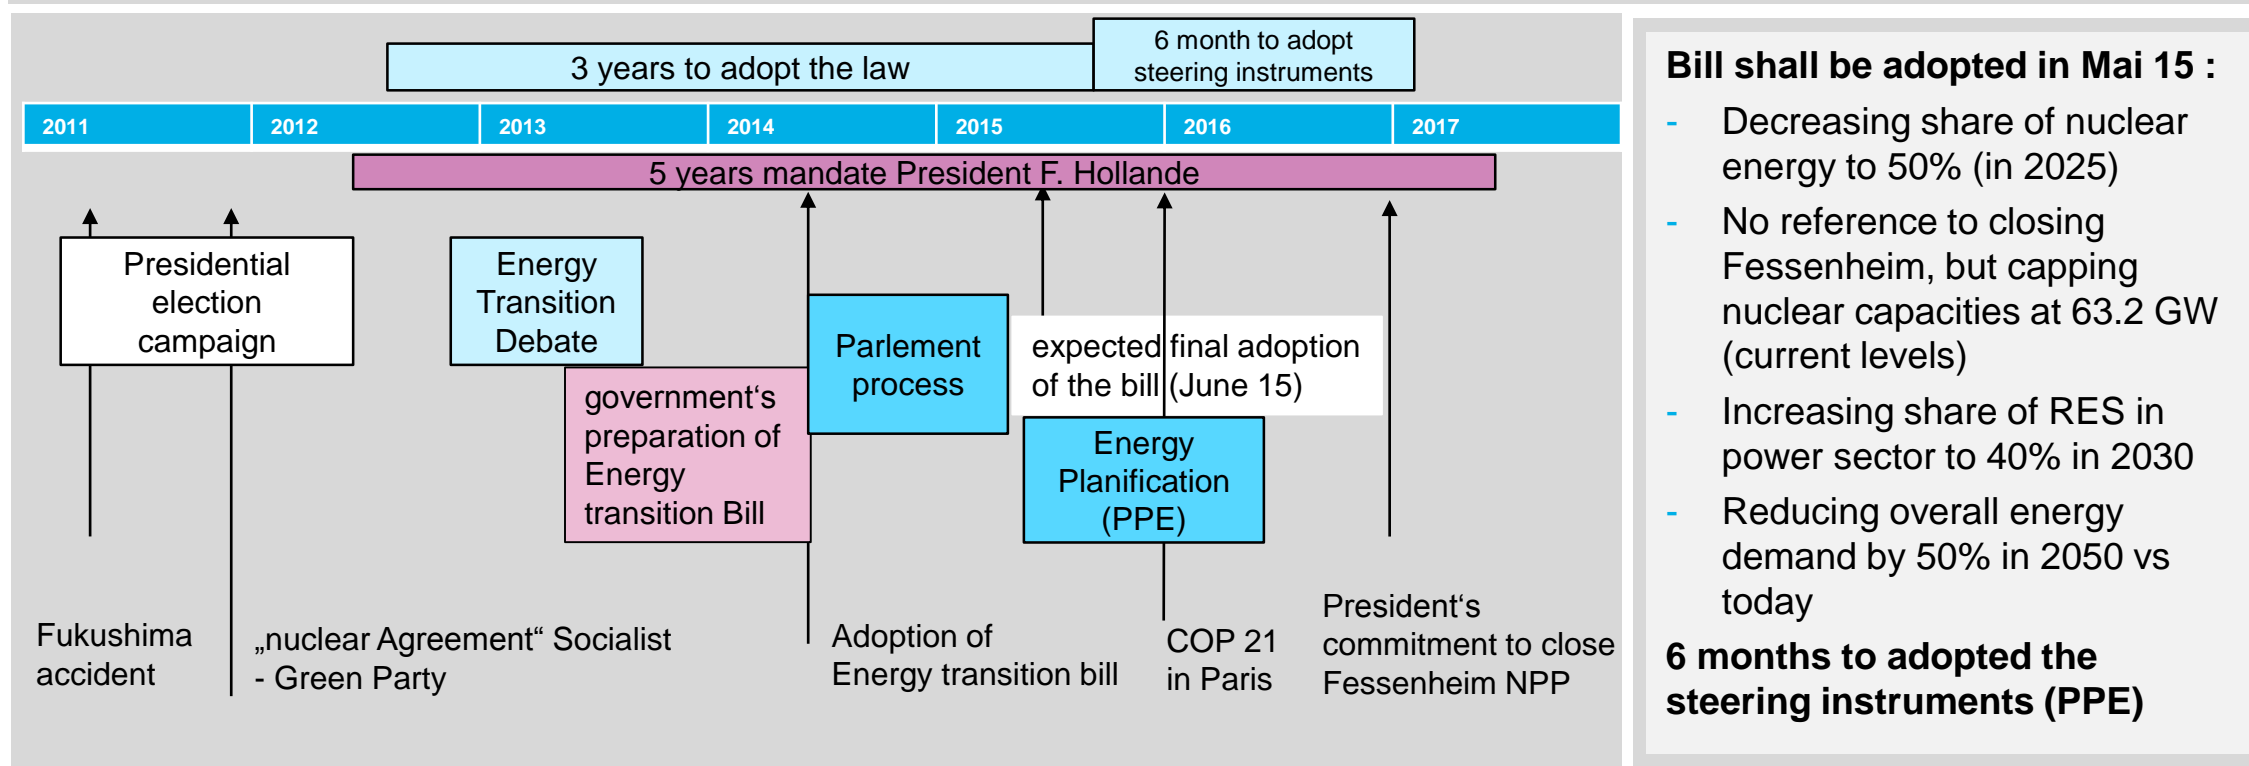 3 years to adopt the law
6 month to adopt
steering instruments
2011
2012
2013
2014
2015
2016
2017
5 years mandate President F. Hollande
Presidential
election
campaign
Energy
Transition
Debate
government‘s
preparation of
Energy
transition Bill
Parlement
process
expected final adoption
of the bill (June 15)
Energy
Planification
(PPE)
Fukushima
accident
„nuclear Agreement“ Socialist
- Green Party
Adoption of
Energy transition bill
COP 21
in Paris
President‘s
commitment to close
Fessenheim NPP
Bill shall be adopted in Mai 15 :
- Decreasing share of nuclear
energy to 50% (in 2025)
- No reference to closing
Fessenheim, but capping
nuclear capacities at 63.2 GW
(current levels)
- Increasing share of RES in
power sector to 40% in 2030
- Reducing overall energy
demand by 50% in 2050 vs
today
6 months to adopted the
steering instruments (PPE)